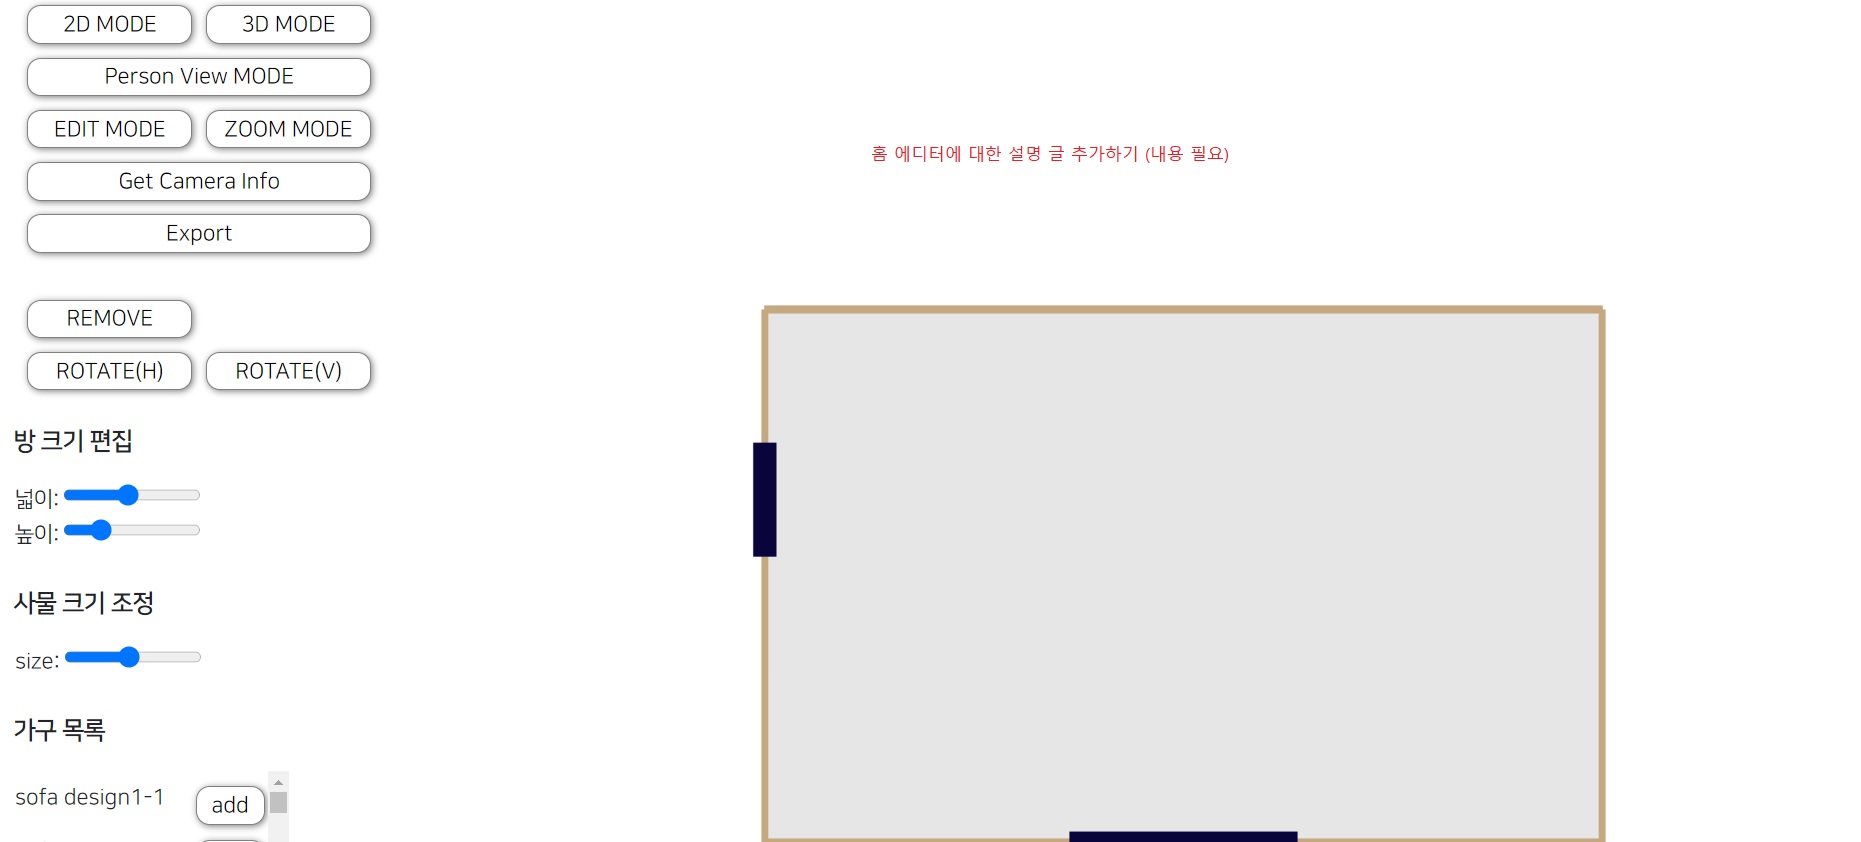 2D MODE 3D MODE
Person View MODE
EDIT MODE ZOOM MODE
Get Camera Info
Export
홈 에디터에 대한 설명 글 추가하기 (내용 필요)
REMOVE
ROTATE(H) ROTATE(V)
방 크기 편집
넓이:
높이:
사물 크기 조정
size:
가구 목록
sofa design1-1 add